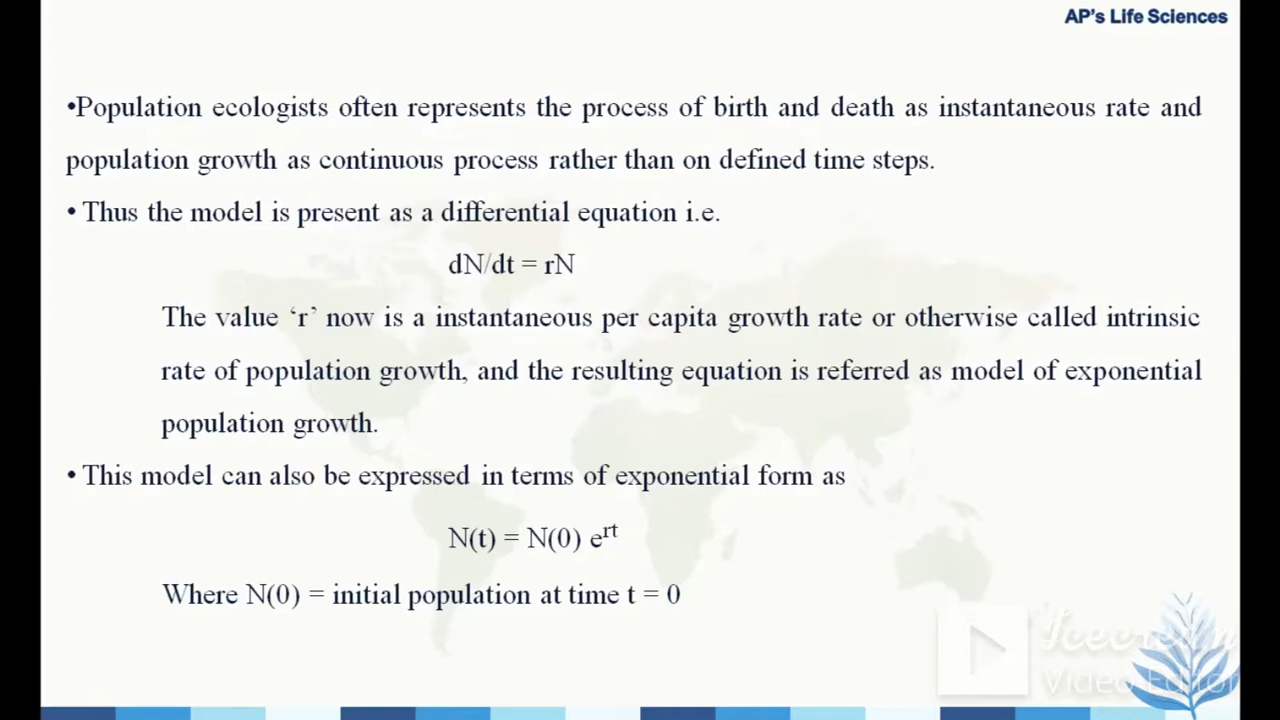 AP's Life Sciences
•Population ecologists often represents the process of birth and death as instantaneous rate and
population growth as continuous process rather than on defined time steps.
• Thus the model is present as a differential equation i.e.
dN/dt = rN
The value ‘r’ now is a instantaneous per capita growth rate or otherwise called intrinsic
rate of population growth, and the resulting equation is referred as model of exponential
population growth.
• This model can also be expressed in terms of exponential form as
N(t) = N(0) e^rt
Where N(0) = initial population at time t = 0
Icecream
Video Editor